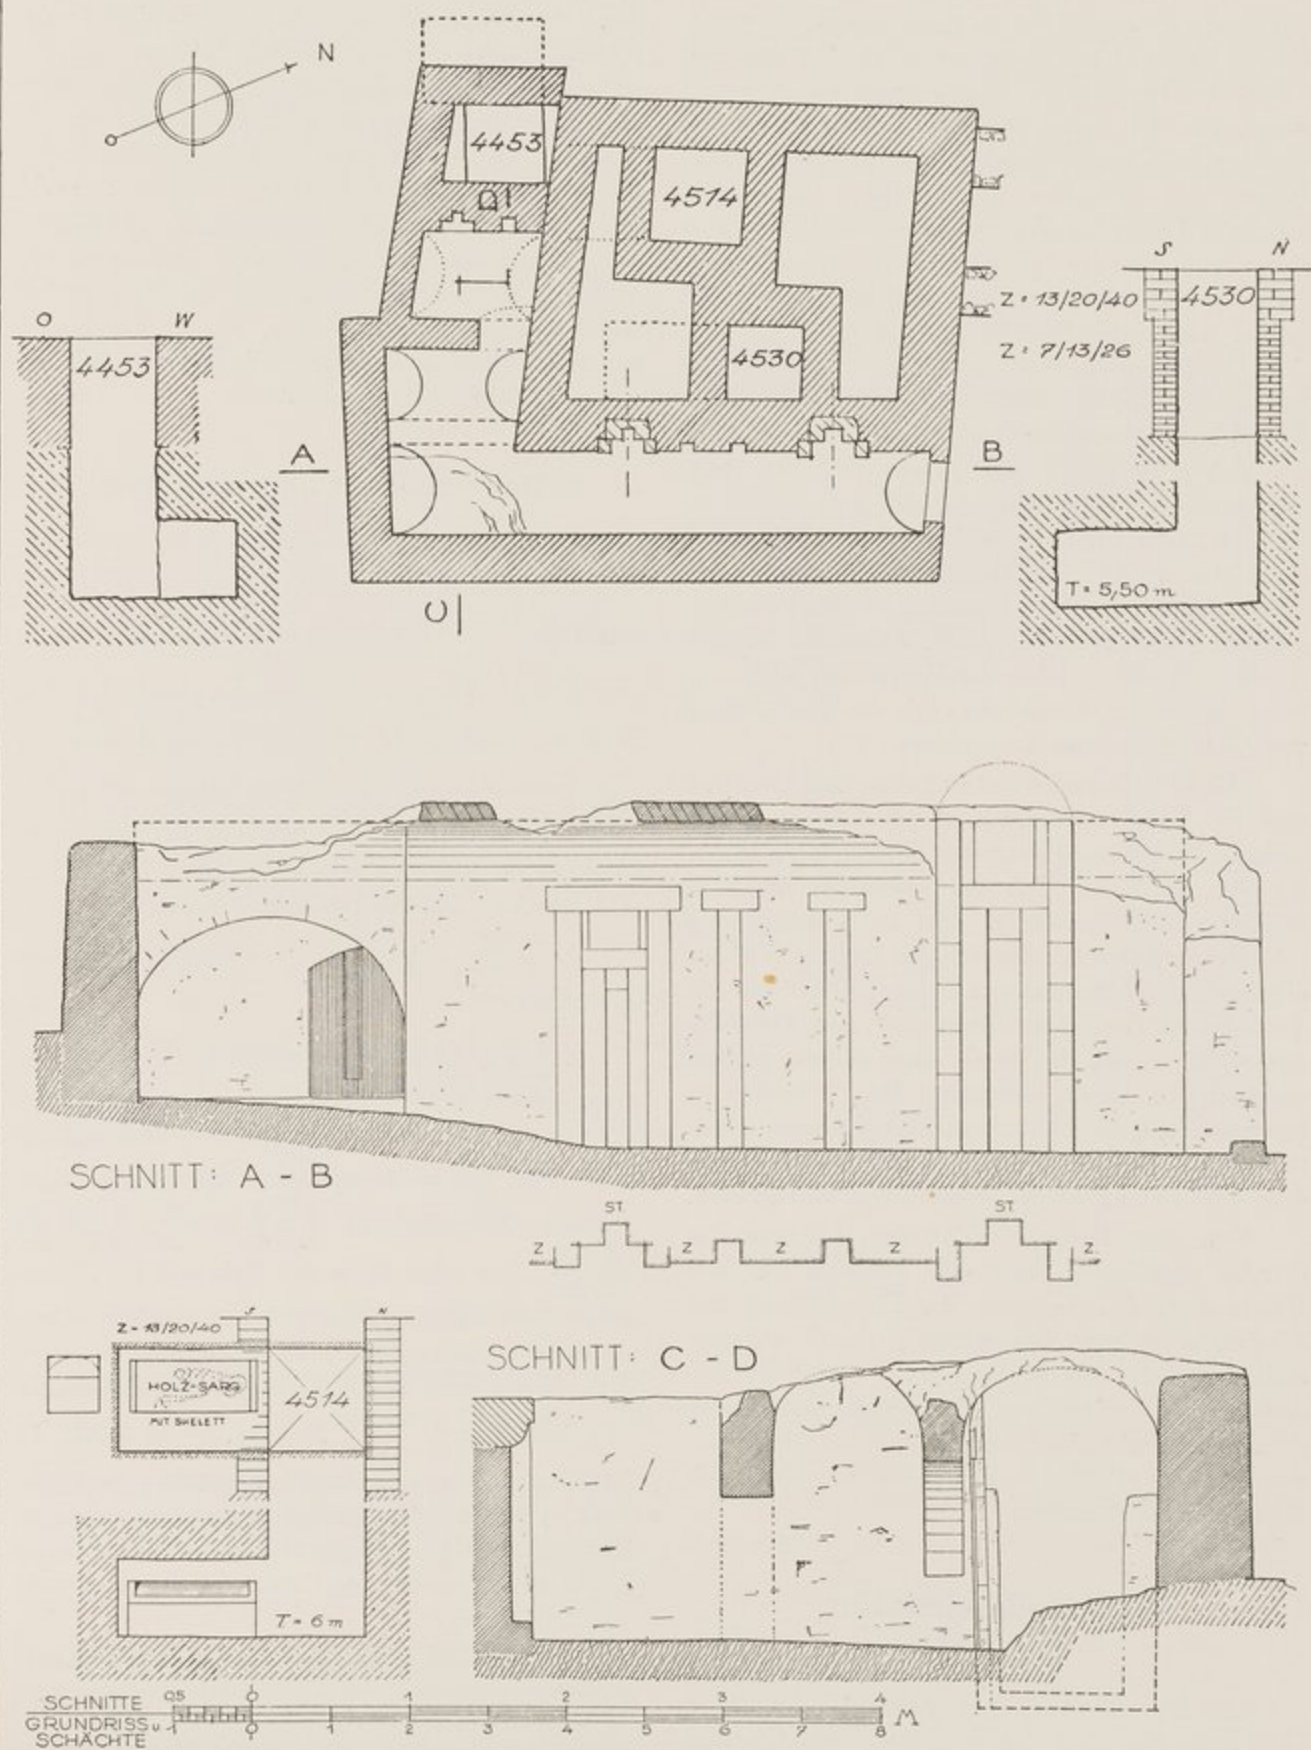 N
4453
4514
4530
O W
4453
A
B
S N
Z = 13/20/40
4530
Z = 7/13/26
T = 5,50 m
SCHNITT: A - B
ST. ST.
Z Z Z Z Z
S N
Z - 13/20/40
HOLZ-SARG
MIT SKELETT
4514
T = 6 m
SCHNITT: C - D
SCHNITTE
0,5 0 1 2 3 4
GRUNDRISS u.
SCHÄCHTE
1 0 1 2 3 4 5 6 7 8 M